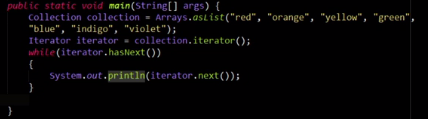 public static void main(String[] args) {
Collection collection = Arrays.asList("red", "orange", "yellow", "green",
"blue", "indigo", "violet");
Iterator iterator = collection.iterator();
while(iterator.hasNext())
{
System.out.println(iterator.next());
}
}